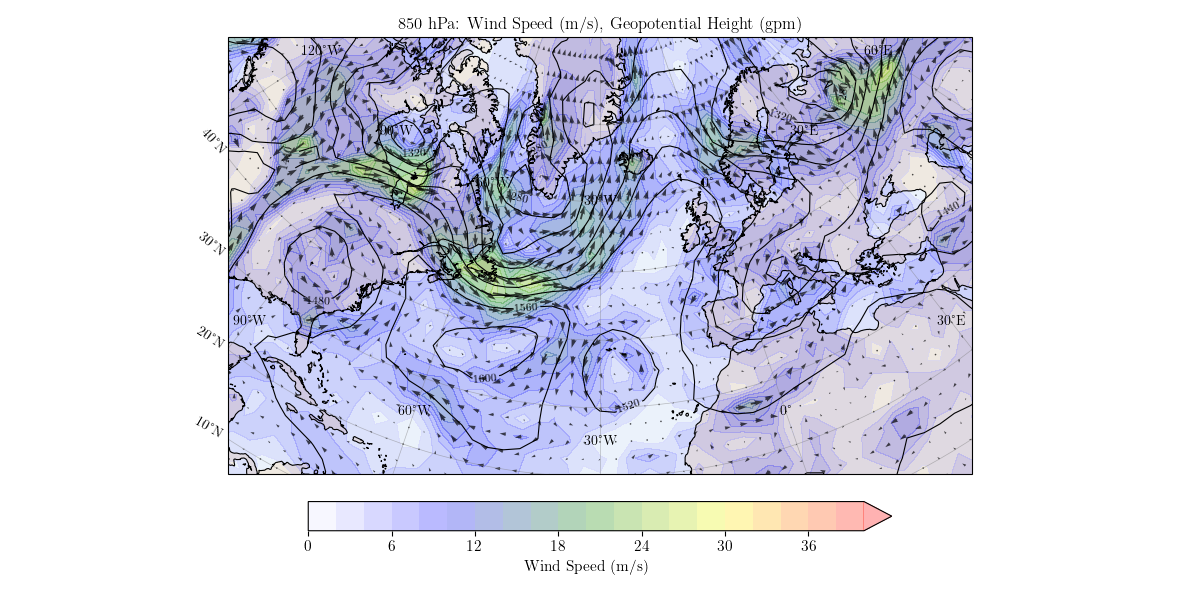 850 hPa: Wind Speed (m/s), Geopotential Height (gpm)
120°W
60°E
90°W
1320
1320
30°E
40°N
0°
1280
30°W
1440
30°N
1480
1560
90°W
30°E
20°N
1600
1520
60°W
0°
10°N
30°W
0 6 12 18 24 30 36
Wind Speed (m/s)